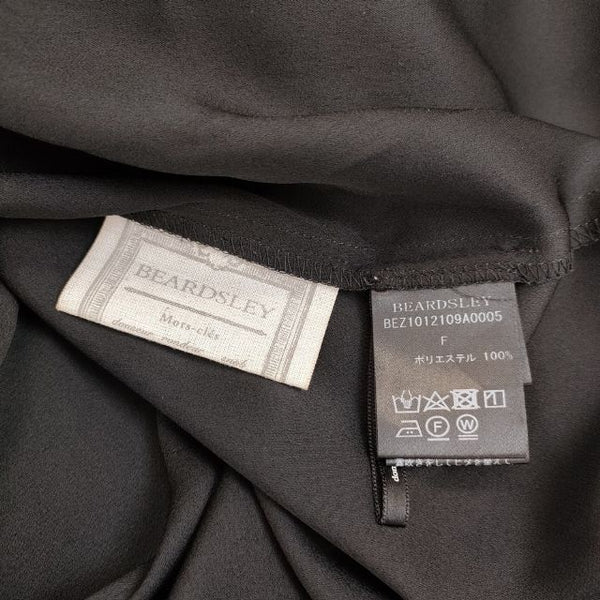 BEARDSLEY
Mots-clés
BEARDSLEY
BEZ1012109A0005
F
ポリエステル 100%
F W